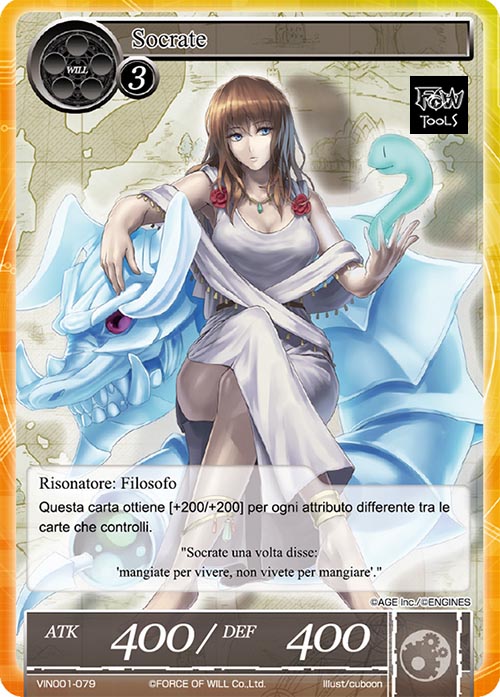 Socrate
WILL
3
FOW
TOOLS
Risonatore: Filosofo
Questa carta ottiene [+200/+200] per ogni attributo differente tra le
carte che controlli.
"Socrate una volta disse:
'mangiate per vivere, non vivete per mangiare'."
©AGE Inc./©ENGINES
ATK 400 / DEF 400
VIN001-079 ©FORCE OF WILL Co.,Ltd. Illust/cuboon